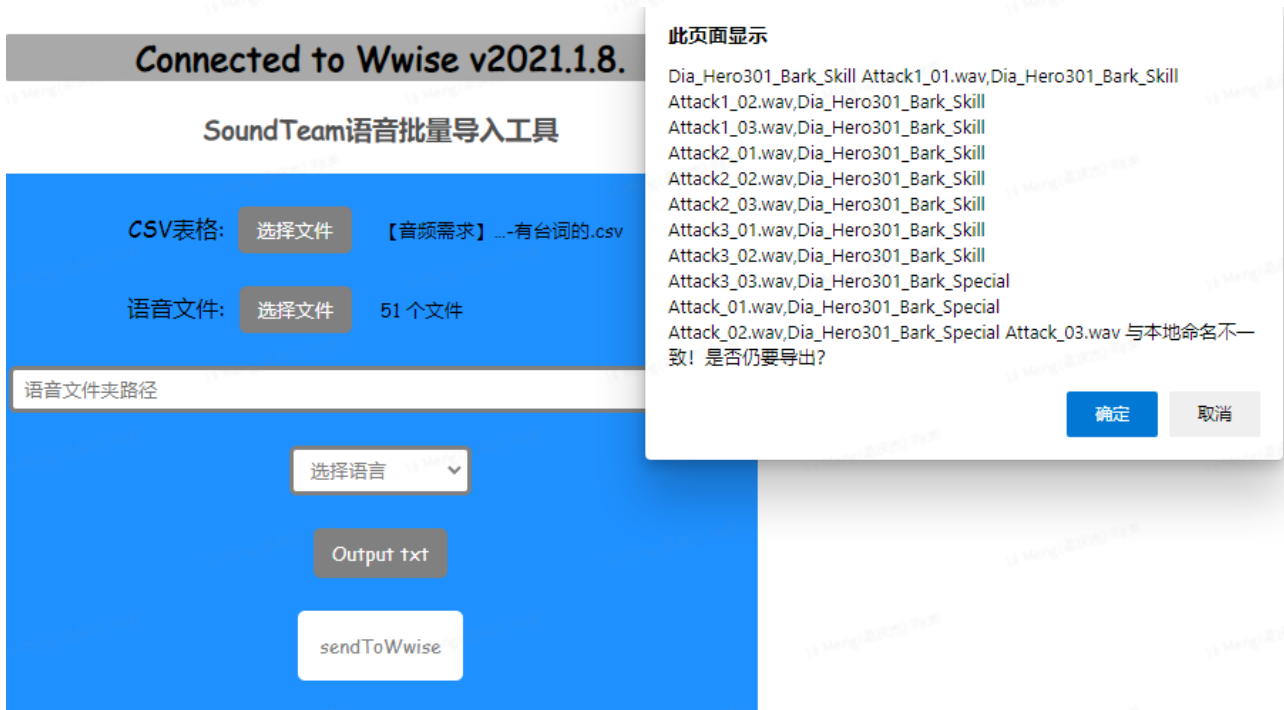 Connected to Wwise v2021.1.8.
SoundTeam语音批量导入工具
CSV表格:
选择文件
【音频需求】...-有台词的.csv
语音文件:
选择文件
51 个文件
语音文件夹路径
选择语言
Output txt
sendToWwise
此页面显示
Dia_Hero301_Bark_Skill Attack1_01.wav,Dia_Hero301_Bark_Skill
Attack1_02.wav,Dia_Hero301_Bark_Skill
Attack1_03.wav,Dia_Hero301_Bark_Skill
Attack2_01.wav,Dia_Hero301_Bark_Skill
Attack2_02.wav,Dia_Hero301_Bark_Skill
Attack2_03.wav,Dia_Hero301_Bark_Skill
Attack3_01.wav,Dia_Hero301_Bark_Skill
Attack3_02.wav,Dia_Hero301_Bark_Skill
Attack3_03.wav,Dia_Hero301_Bark_Special
Attack_01.wav,Dia_Hero301_Bark_Special
Attack_02.wav,Dia_Hero301_Bark_Special Attack_03.wav 与本地命名不一
致！是否仍要导出?
确定
取消